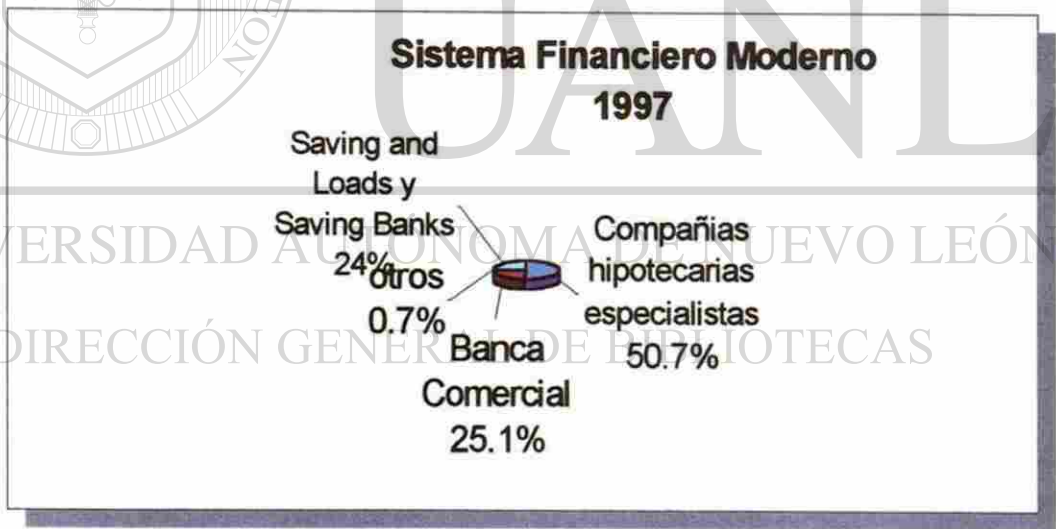 Sistema Financiero Moderno
1997
Saving and
Loads y
Saving Banks
24%
otros
0.7%
Banca
Comercial
25.1%
Compañias
hipotecarias
especialistas
50.7%
UANL
VERSIDAD AUTÓNOMA DE NUEVO LEÓN
DIRECCIÓN GENERAL DE BIBLIOTECAS